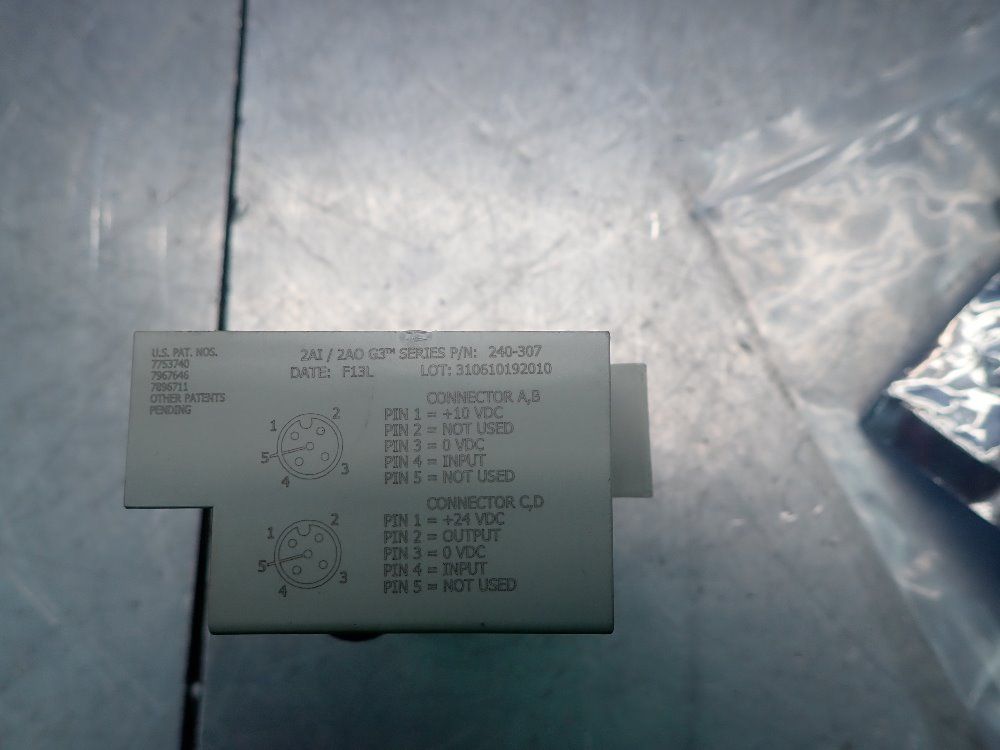 U.S. PAT. NOS.
7753740
7967646
7896711
OTHER PATENTS
PENDING
2AI / 2AO G3™ SERIES P/N: 240-307
DATE: F13L LOT: 310610192010
CONNECTOR A,B
PIN 1 = +10 VDC
PIN 2 = NOT USED
PIN 3 = 0 VDC
PIN 4 = INPUT
PIN 5 = NOT USED
1
2
5
3
4
CONNECTOR C,D
PIN 1 = +24 VDC
PIN 2 = OUTPUT
PIN 3 = 0 VDC
PIN 4 = INPUT
PIN 5 = NOT USED
1
2
5
3
4